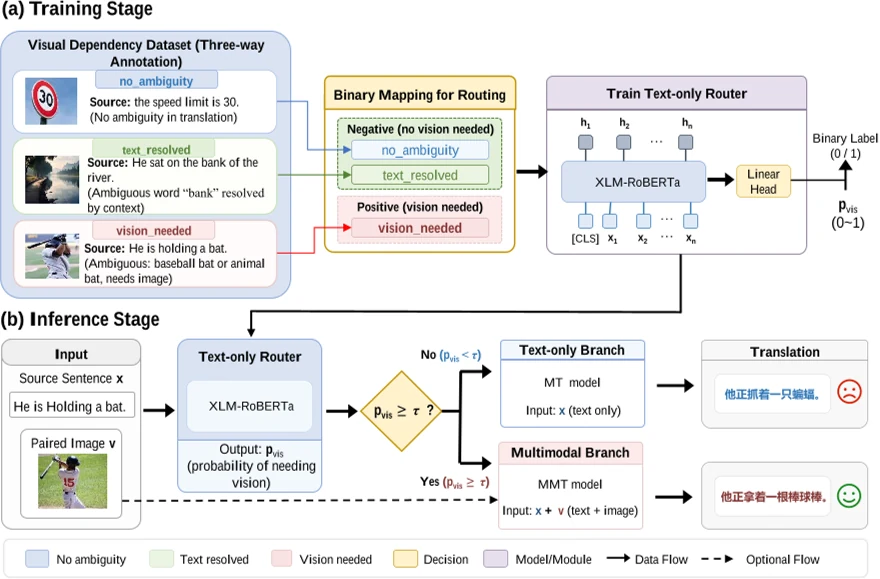 (a) Training Stage
Visual Dependency Dataset (Three-way
Annotation)
no_ambiguity
30
Source: the speed limit is 30.
(No ambiguity in translation)
text_resolved
Source: He sat on the bank of the
river.
(Ambiguous word “bank” resolved
by context)
vision_needed
Source: He is holding a bat.
(Ambiguous: baseball bat or animal
bat, needs image)
Binary Mapping for Routing
Negative (no vision needed)
no_ambiguity
text_resolved
Positive (vision needed)
vision_needed
Train Text-only Router
h1 h2 ... hn
XLM-RoBERTa
[CLS] x1 x2 ... xn
Linear
Head
Binary Label
(0 / 1)
pvis
(0~1)
(b) Inference Stage
Input
Source Sentence x
He is Holding a bat.
Paired Image v
15
Text-only Router
XLM-RoBERTa
Output: pvis
(probability of needing
vision)
pvis ≥ τ ?
No (pvis < τ)
Yes (pvis ≥ τ)
Text-only Branch
MT model
Input: x (text only)
Multimodal Branch
MMT model
Input: x + v (text + image)
Translation
他正抓着一只蝙蝠。
他正拿着一根棒球棒。
No ambiguity
Text resolved
Vision needed
Decision
Model/Module
Data Flow
Optional Flow